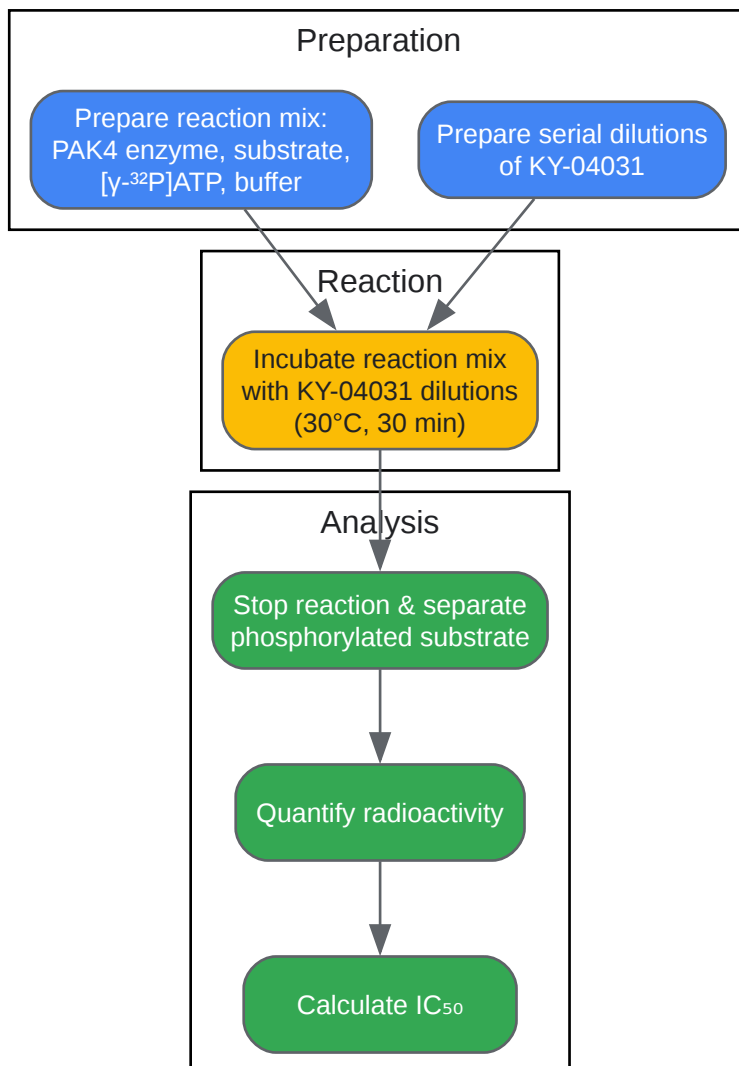 Preparation
Prepare reaction mix:
PAK4 enzyme, substrate,
[γ-³²P]ATP, buffer
Prepare serial dilutions
of KY-04031
Reaction
Incubate reaction mix
with KY-04031 dilutions
(30°C, 30 min)
Analysis
Stop reaction & separate
phosphorylated substrate
Quantify radioactivity
Calculate IC₅₀